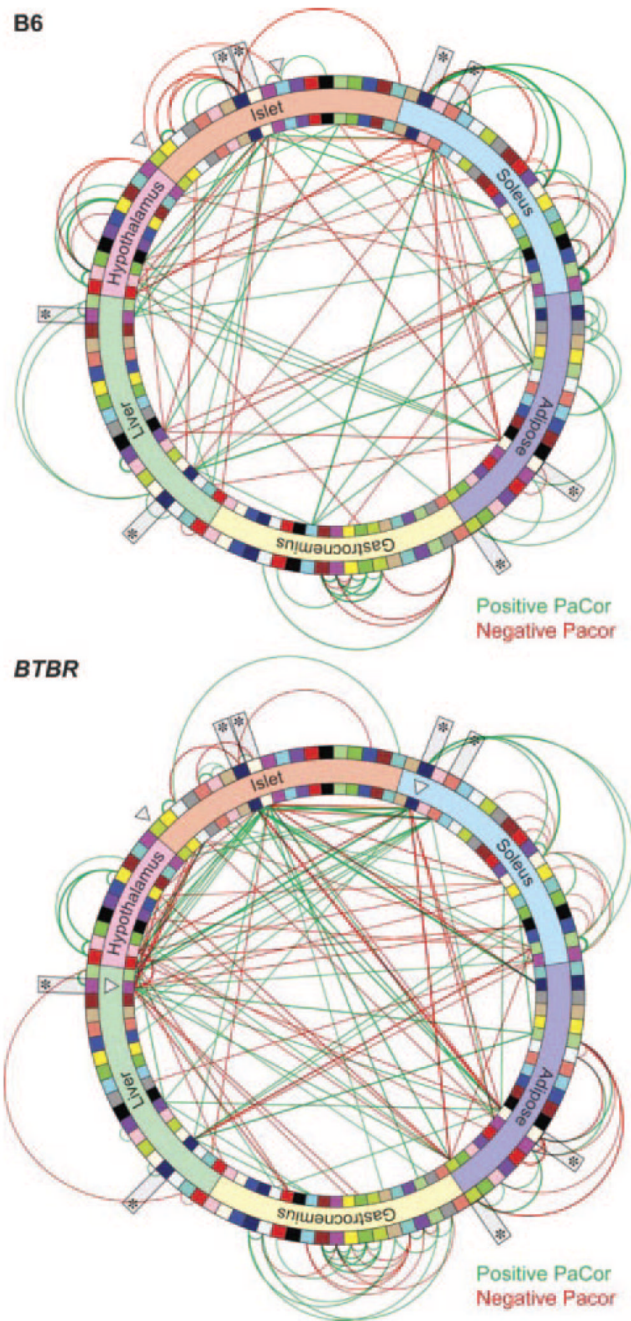 B6
*
*
*
*
Islet
Soleus
Hypothalamus
*
Liver
Adipose
*
*
Gastrocnemius
*
Positive PaCor
Negative Pacor
BTBR
*
*
*
*
Islet
Soleus
Hypothalamus
*
Liver
Adipose
*
*
Gastrocnemius
*
Positive PaCor
Negative Pacor